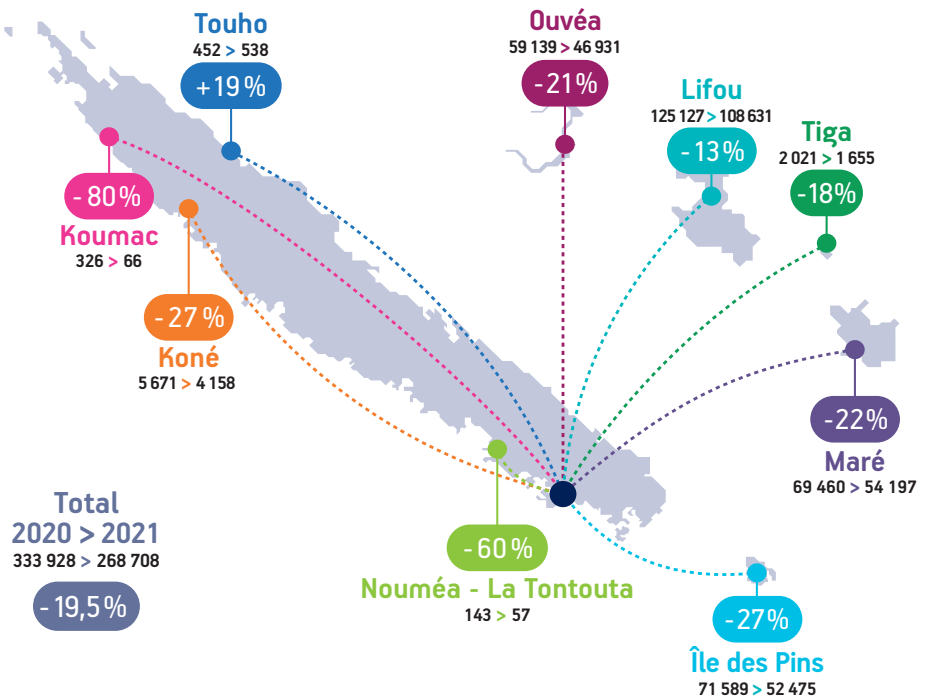 Touho
452 > 538
+19 %
Ouvéa
59 139 > 46 931
-21 %
Lifou
125 127 > 108 631
-13 %
Tiga
2 021 > 1 655
-18%
- 80 %
Koumac
326 > 66
-27 %
Koné
5 671 > 4 158
-22 %
Maré
69 460 > 54 197
Total
2020 > 2021
333 928 > 268 708
- 19,5 %
-60 %
Nouméa - La Tontouta
143 > 57
-27%
Île des Pins
71 589 > 52 475